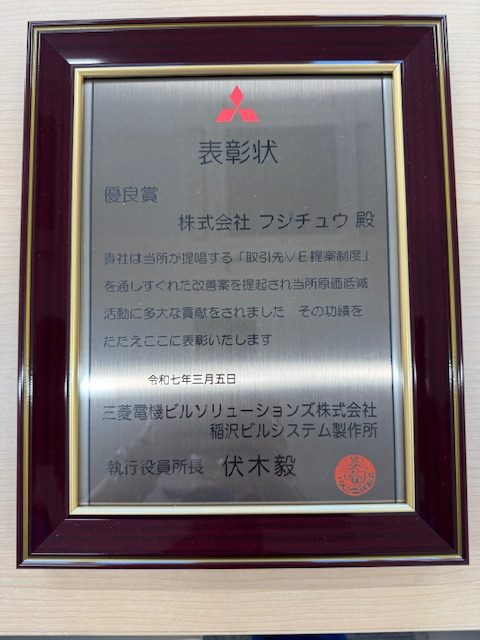 表彰状
優良賞
株式会社 フジチュウ 殿
貴社は当所が提唱する「取引先VE提案制度」
を通しすぐれた改善案を提起され当所原価低減
活動に多大な貢献をされました その功績を
たたえここに表彰いたします
令和七年三月五日
三菱電機ビルソリューションズ株式会社
稲沢ビルシステム製作所
執行役員所長 伏木毅